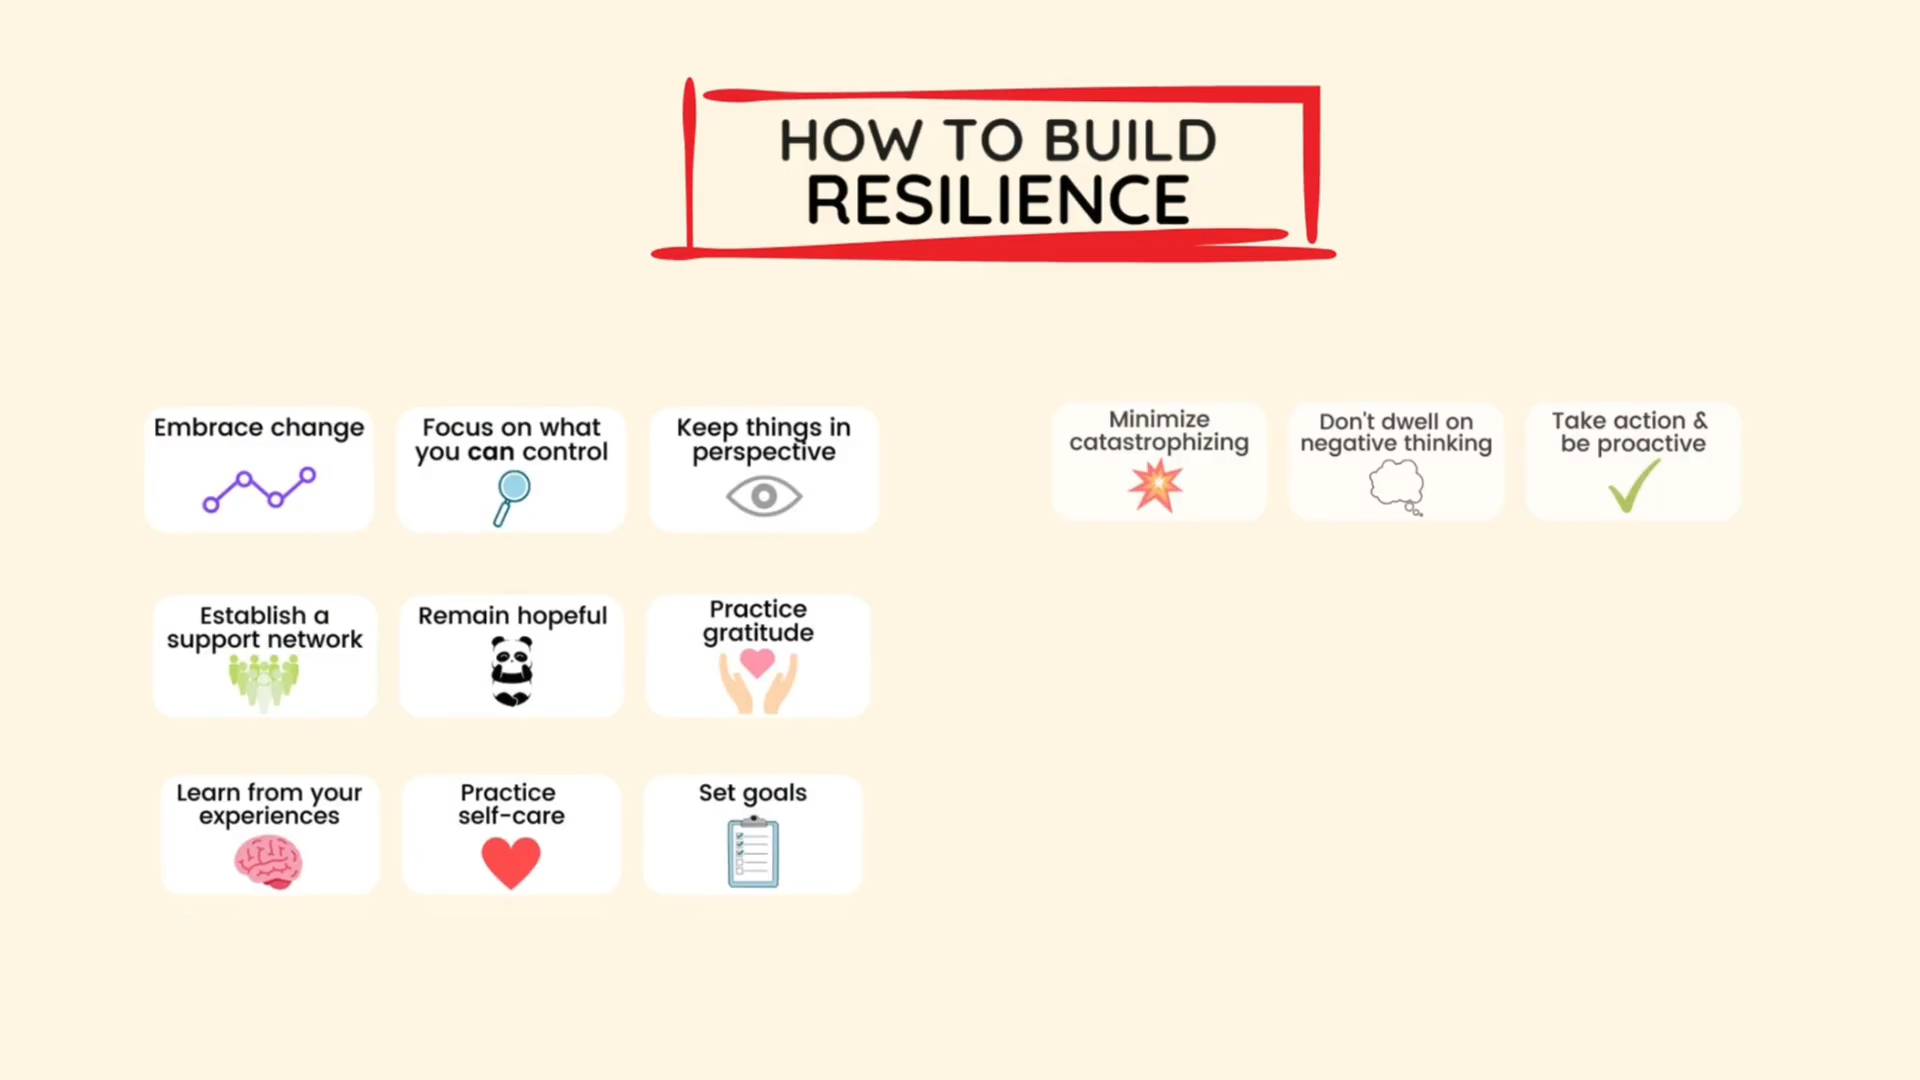 HOW TO BUILD
RESILIENCE
Embrace change
Focus on what
you can control
Keep things in
perspective
Minimize
catastrophizing
Don't dwell on
negative thinking
Take action &
be proactive
Establish a
support network
Remain hopeful
Practice
gratitude
Learn from your
experiences
Practice
self-care
Set goals